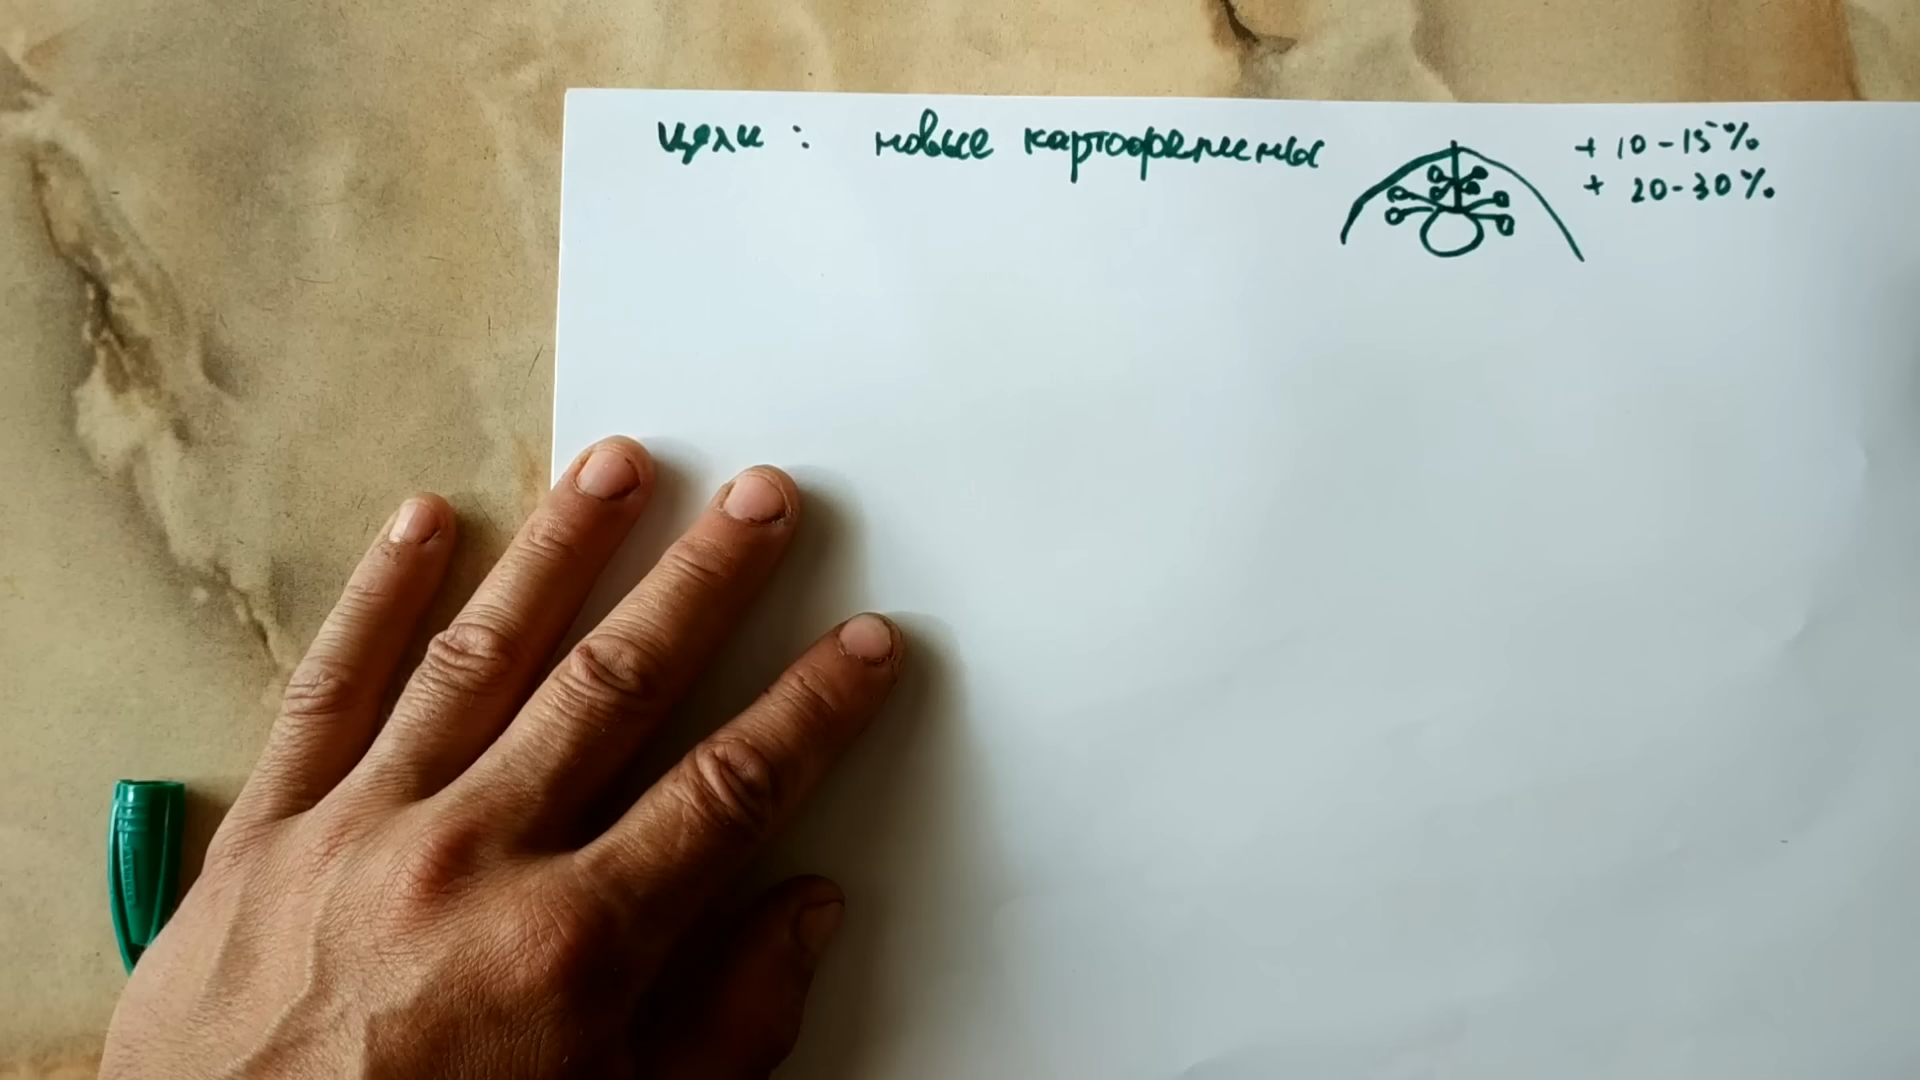 цели: новые картофелины
+ 10-15%
+ 20-30%